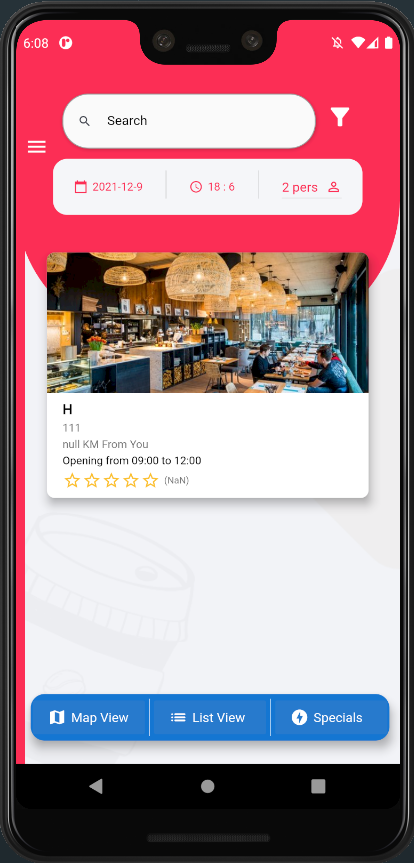 6:08
Search
2021-12-9
18 : 6
2 pers
H
111
null KM From You
Opening from 09:00 to 12:00
(NaN)
Map View
List View
Specials